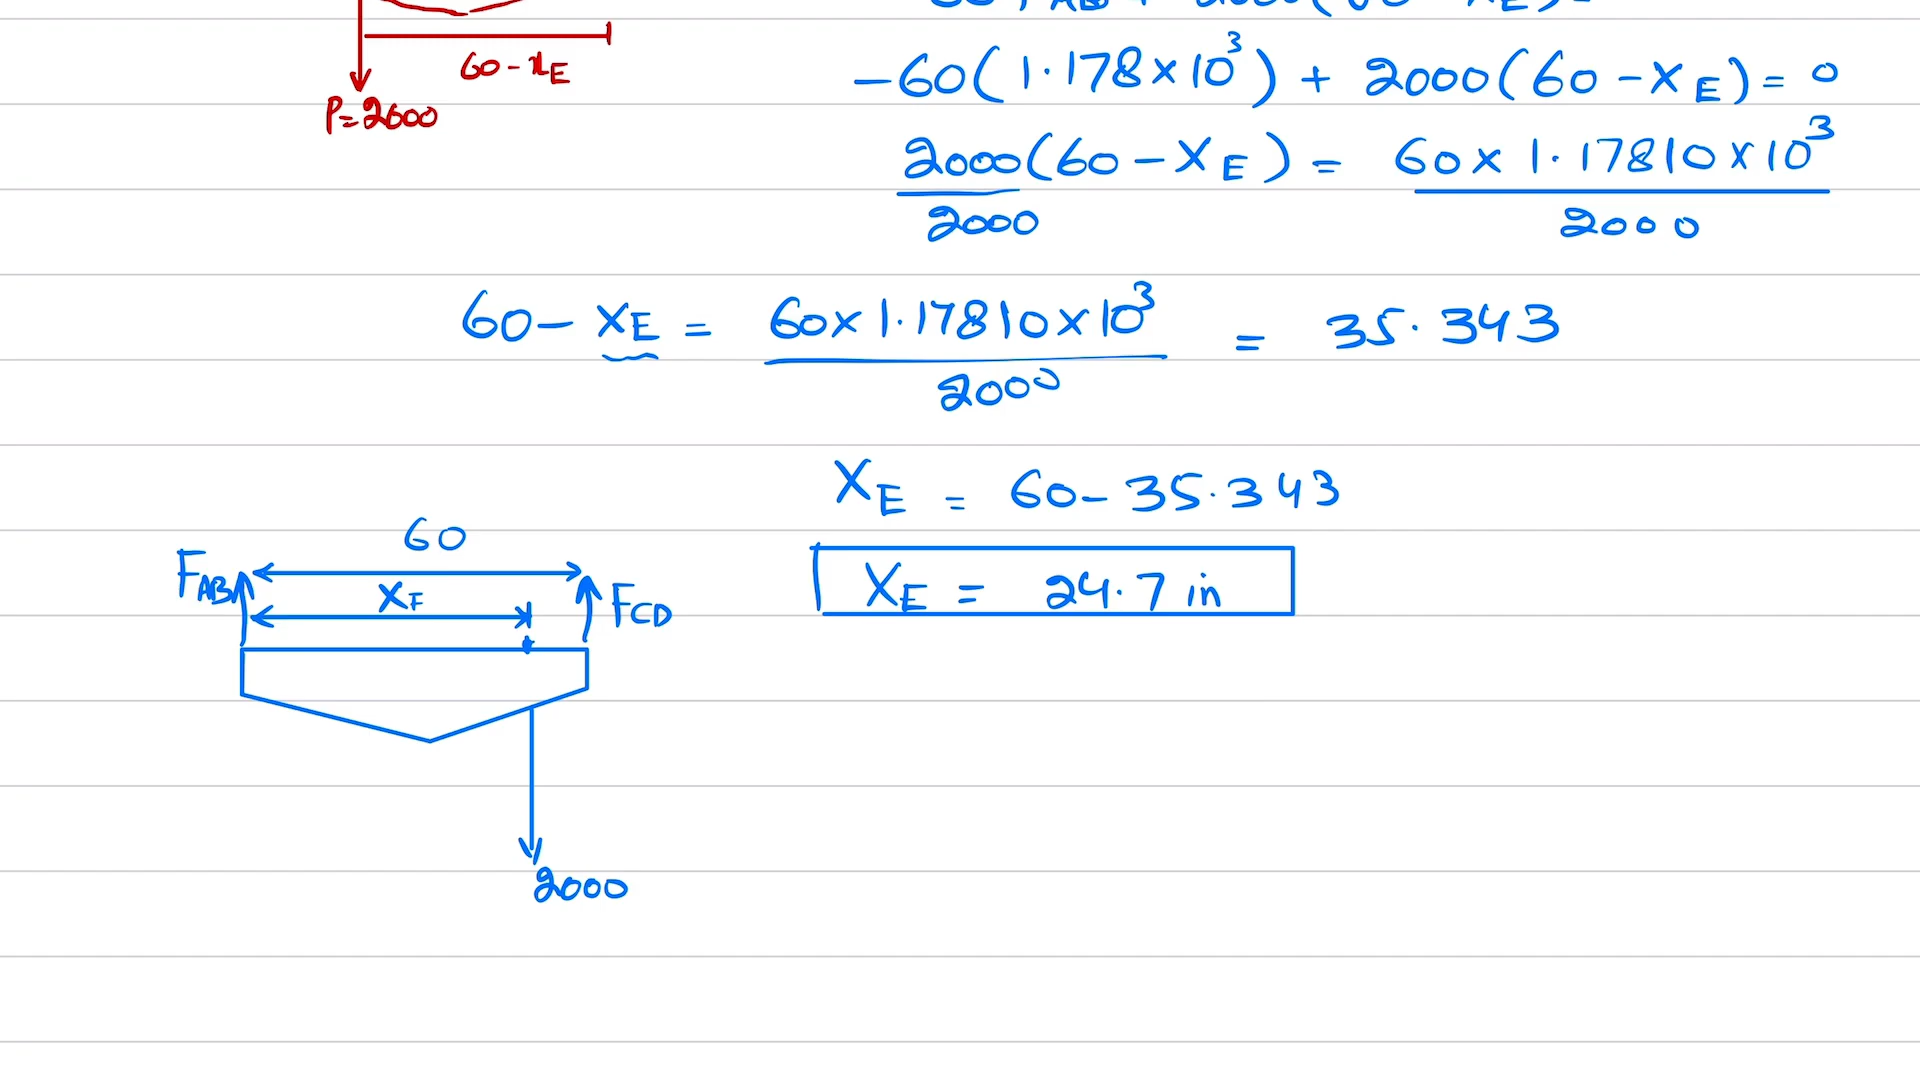 60 - xE
P=2000
-60(1.178×10³) + 2000(60 - XE) = 0
2000(60 - XE) = 60 × 1.17810 × 10³
2000 2000
60 - XE = 60 × 1.17810 × 10³ = 35.343
2000
XE = 60 - 35.343
XE = 24.7 in
60
FAB
XF
FCD
2000